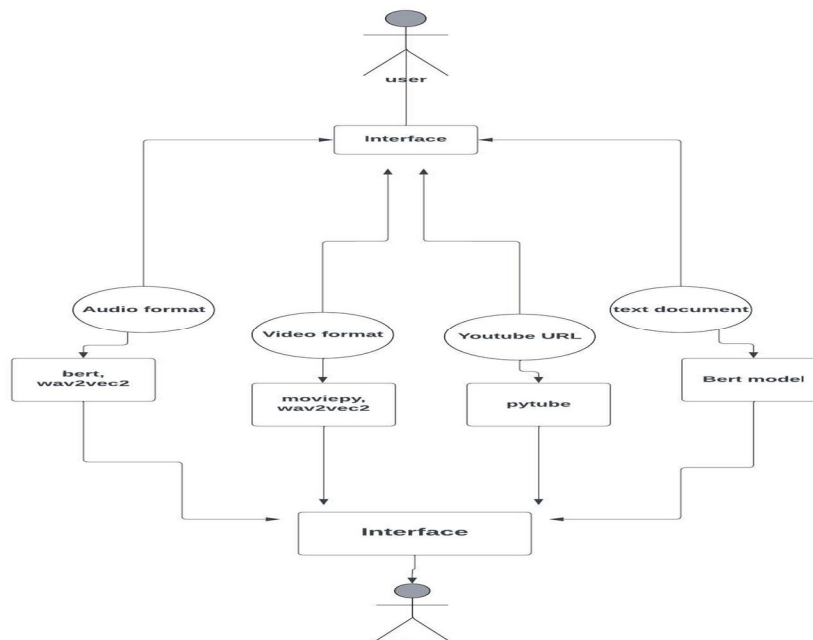 user
Interface
Audio format
Video format
Youtube URL
text document
bert,
wav2vec2
moviepy,
wav2vec2
pytube
Bert model
Interface